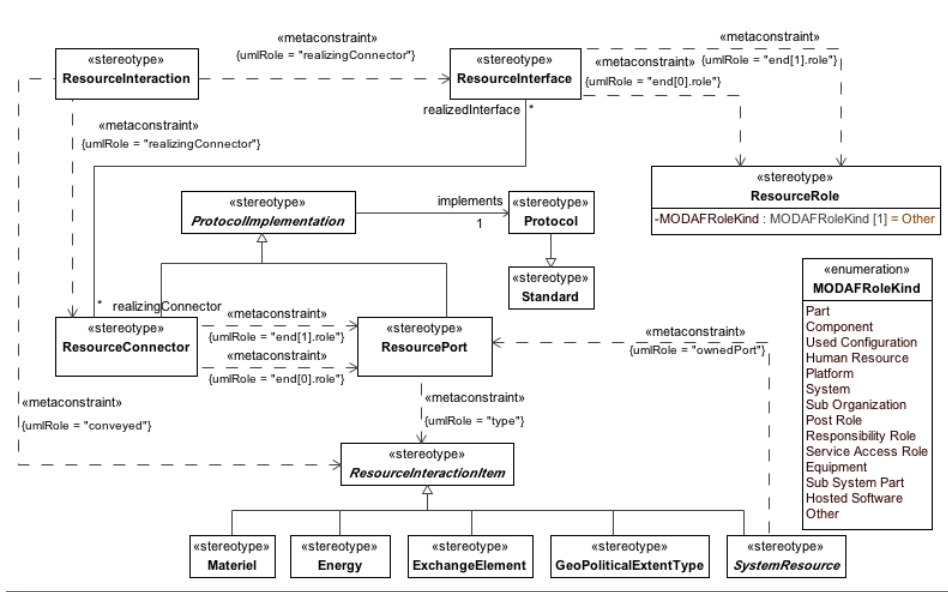 «metaconstraint»
{umlRole = "realizingConnector"}
«stereotype»
ResourceInteraction
«stereotype»
ResourceInterface
«metaconstraint»
{umlRole = "end[1].role"}
«metaconstraint»
{umlRole = "end[0].role"}
realizedInterface
*
«metaconstraint»
{umlRole = "realizingConnector"}
«stereotype»
ResourceRole
-MODAFRoleKind : MODAFRoleKind [1] = Other
«stereotype»
ProtocolImplementation
implements
1
«stereotype»
Protocol
«stereotype»
Standard
«enumeration»
MODAFRoleKind
Part
Component
Used Configuration
Human Resource
Platform
System
Sub Organization
Post Role
Responsibility Role
Service Access Role
Equipment
Sub System Part
Hosted Software
Other
* realizingConnector
«stereotype»
ResourceConnector
«metaconstraint»
{umlRole = "end[1].role"}
«metaconstraint»
{umlRole = "end[0].role"}
«stereotype»
ResourcePort
«metaconstraint»
{umlRole = "ownedPort"}
«metaconstraint»
{umlRole = "conveyed"}
«metaconstraint»
{umlRole = "type"}
«stereotype»
ResourceInteractionItem
«stereotype»
Materiel
«stereotype»
Energy
«stereotype»
ExchangeElement
«stereotype»
GeoPoliticalExtentType
«stereotype»
SystemResource